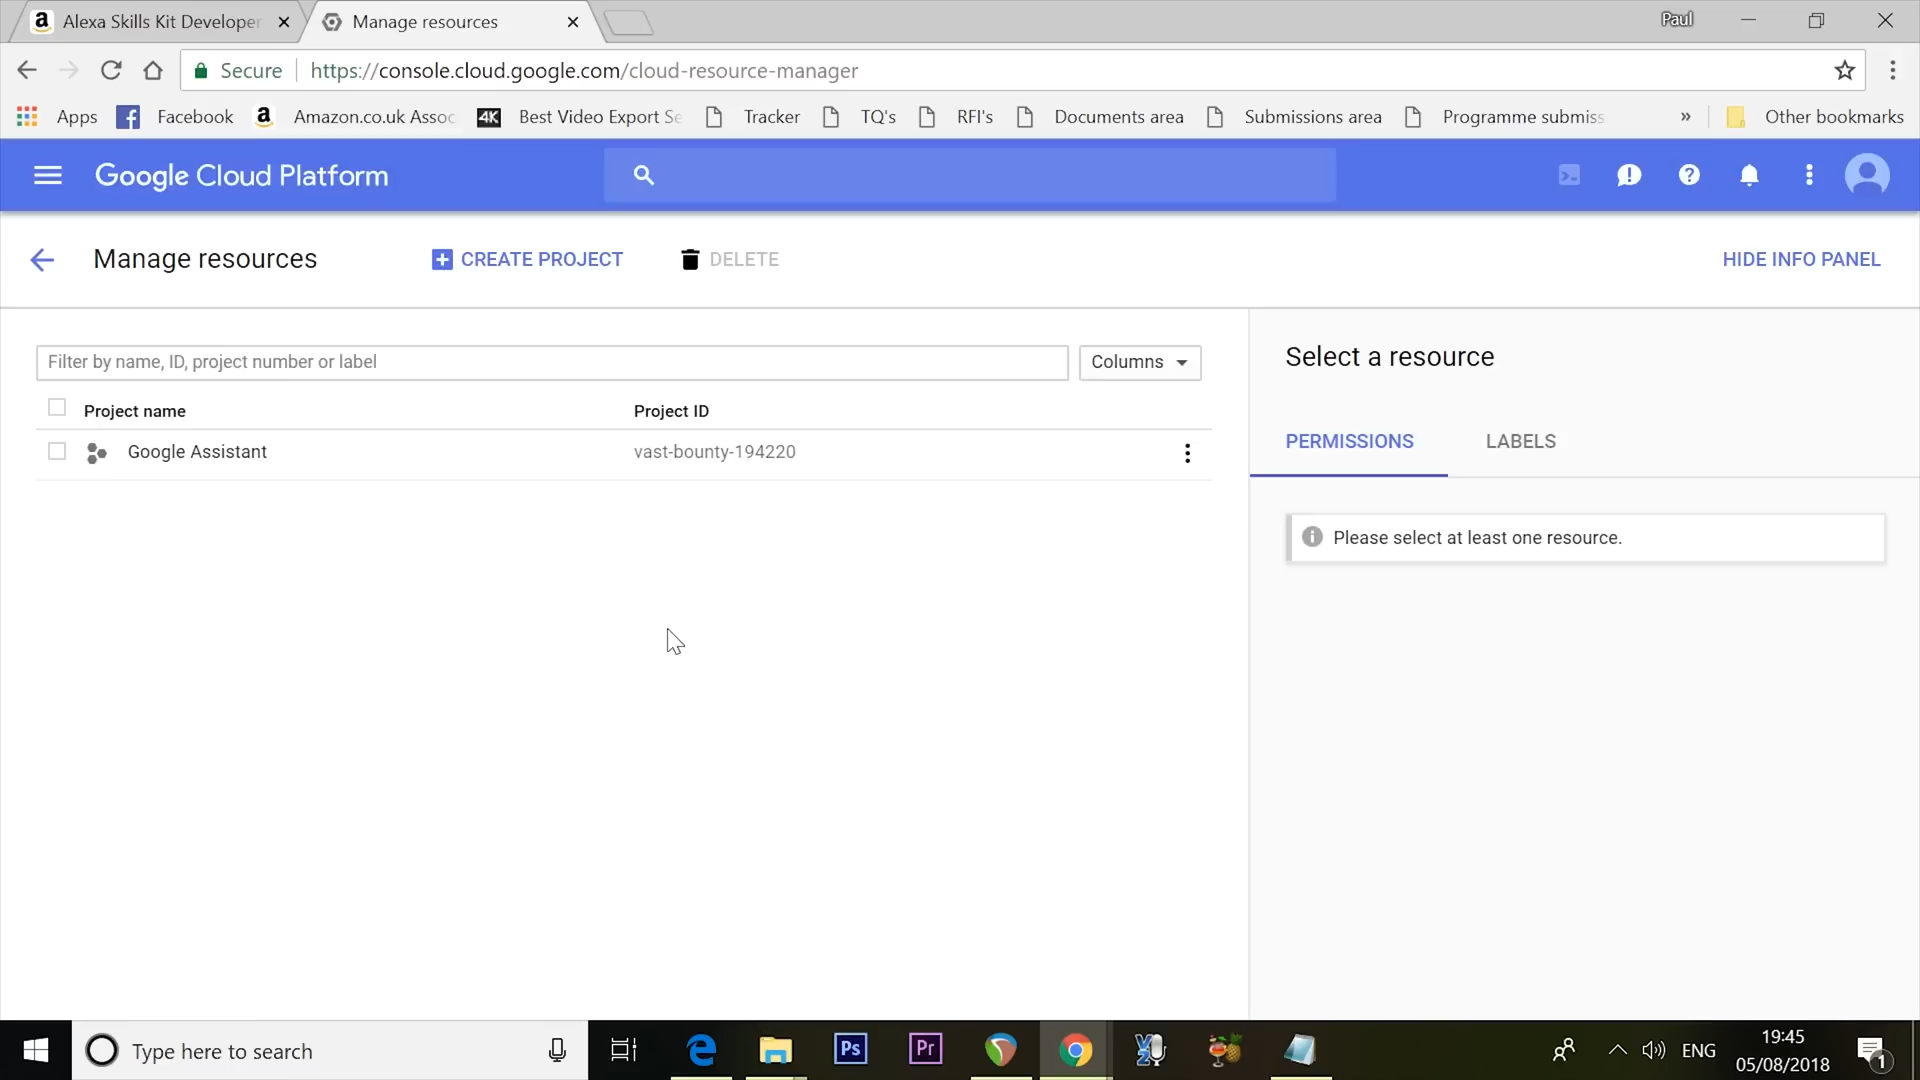 Alexa Skills Kit Developer
Manage resources
Paul
Secure
https://console.cloud.google.com/cloud-resource-manager
Apps
Facebook
Amazon.co.uk Assoc
4K
Best Video Export Se
Tracker
TQ's
RFI's
Documents area
Submissions area
Programme submiss
»
Other bookmarks
Google Cloud Platform
Manage resources
CREATE PROJECT
DELETE
HIDE INFO PANEL
Filter by name, ID, project number or label
Columns
Project name
Project ID
Google Assistant
vast-bounty-194220
Select a resource
PERMISSIONS
LABELS
Please select at least one resource.
Type here to search
Ps
Pr
ENG
19:45
05/08/2018
1